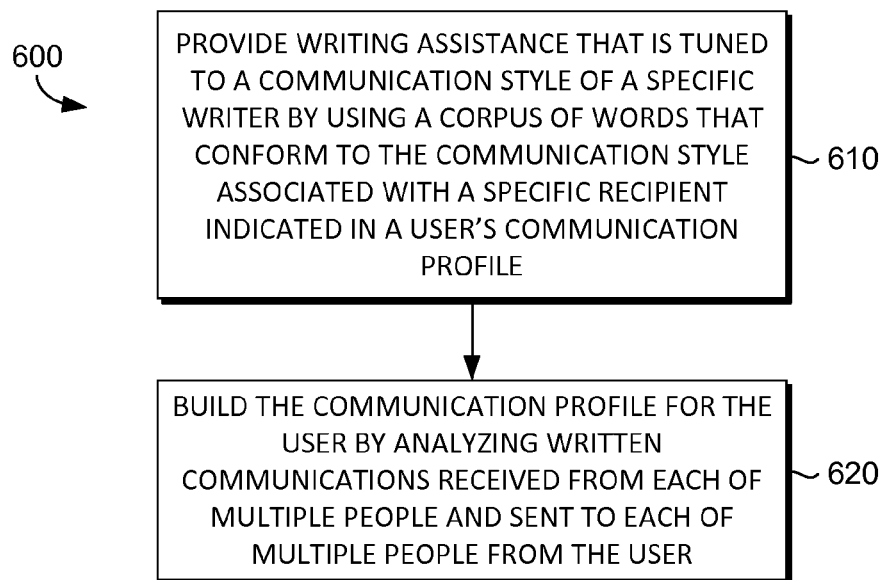 600
PROVIDE WRITING ASSISTANCE THAT IS TUNED
TO A COMMUNICATION STYLE OF A SPECIFIC
WRITER BY USING A CORPUS OF WORDS THAT
CONFORM TO THE COMMUNICATION STYLE
ASSOCIATED WITH A SPECIFIC RECIPIENT
INDICATED IN A USER'S COMMUNICATION
PROFILE
610
BUILD THE COMMUNICATION PROFILE FOR THE
USER BY ANALYZING WRITTEN
COMMUNICATIONS RECEIVED FROM EACH OF
MULTIPLE PEOPLE AND SENT TO EACH OF
MULTIPLE PEOPLE FROM THE USER
620